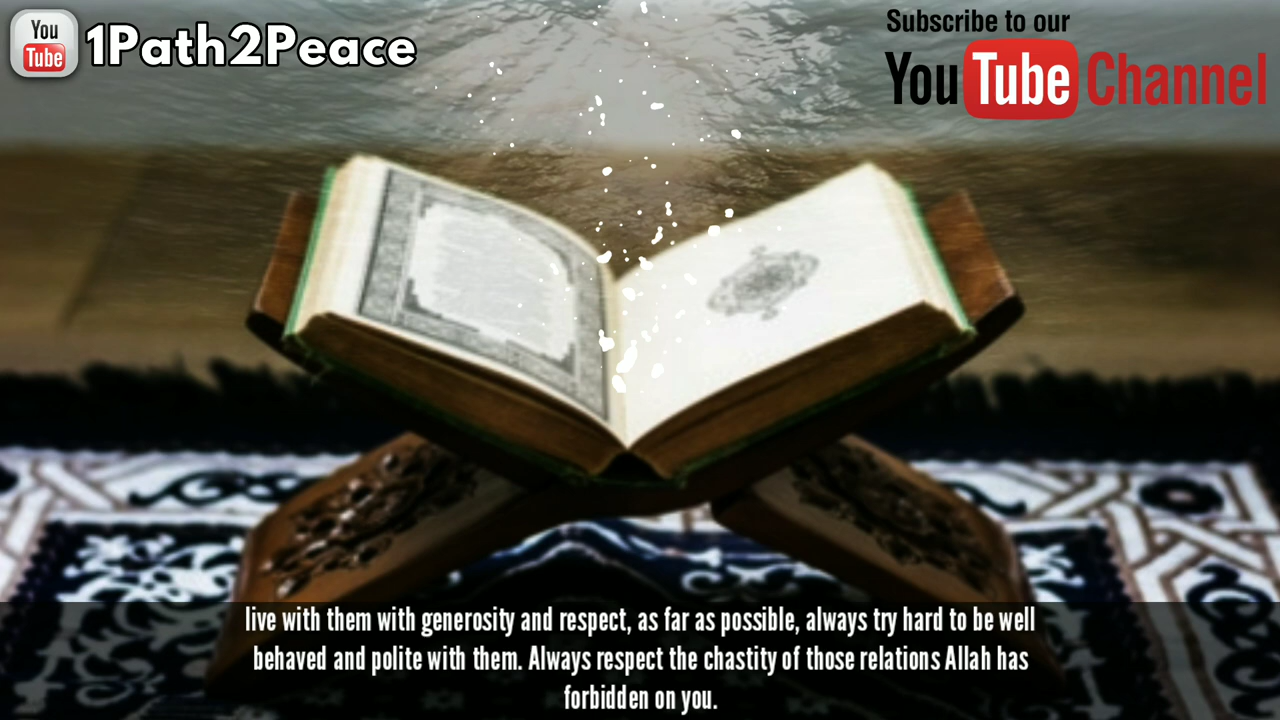 You
Tube
1Path2Peace
Subscribe to our
YouTube Channel
live with them with generosity and respect, as far as possible, always try hard to be well
behaved and polite with them. Always respect the chastity of those relations Allah has
forbidden on you.